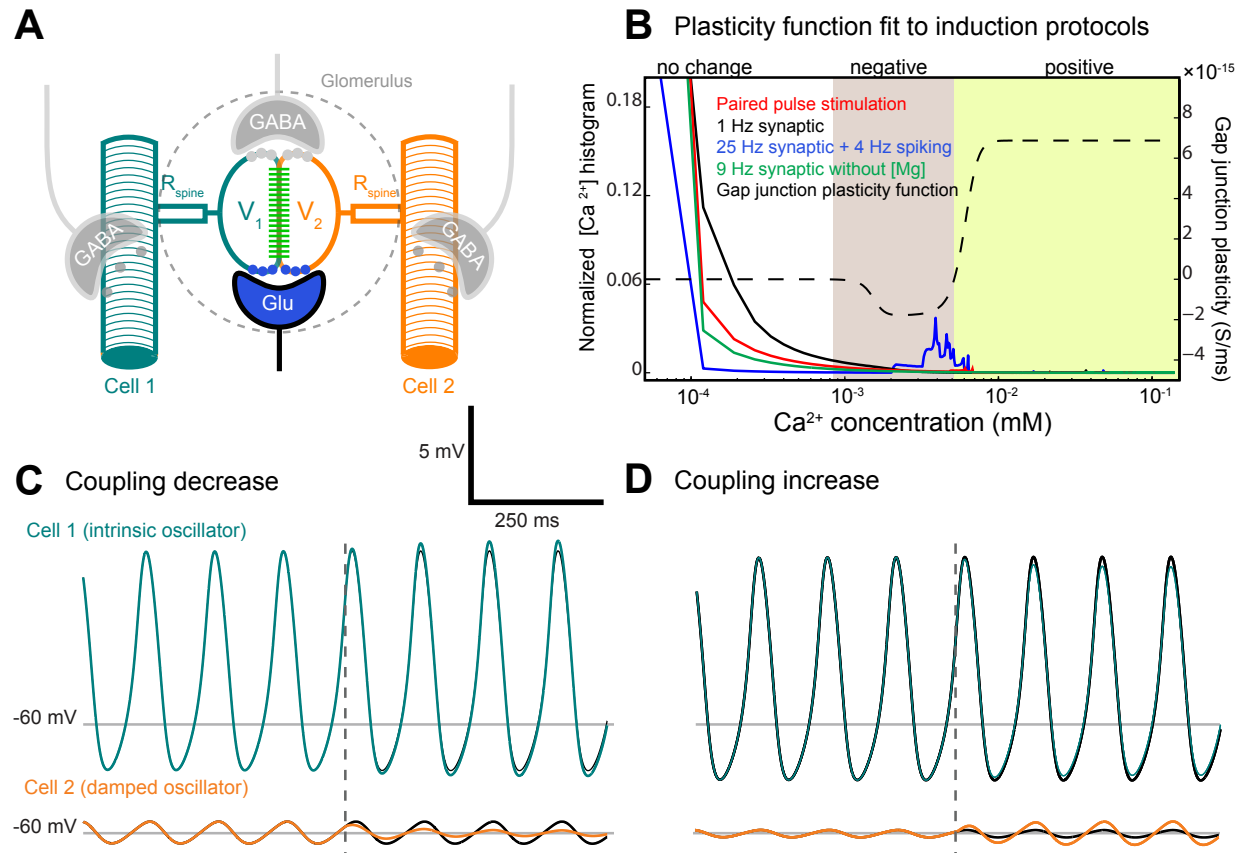 A
Glomerulus
GABA
R spine
R spine
V1
V2
GABA
GABA
Glu
Cell 1
Cell 2
B Plasticity function fit to induction protocols
no change negative positive
×10-15
0.18
0.12
0.06
0
Normalized [Ca 2+] histogram
Paired pulse stimulation
1 Hz synaptic
25 Hz synaptic + 4 Hz spiking
9 Hz synaptic without [Mg]
Gap junction plasticity function
8
6
4
2
0
−2
−4
Gap junction plasticity (S/ms)
10-4 10-3 10-2 10-1
Ca2+ concentration (mM)
5 mV
250 ms
C Coupling decrease
Cell 1 (intrinsic oscillator)
-60 mV
Cell 2 (damped oscillator)
-60 mV
D Coupling increase